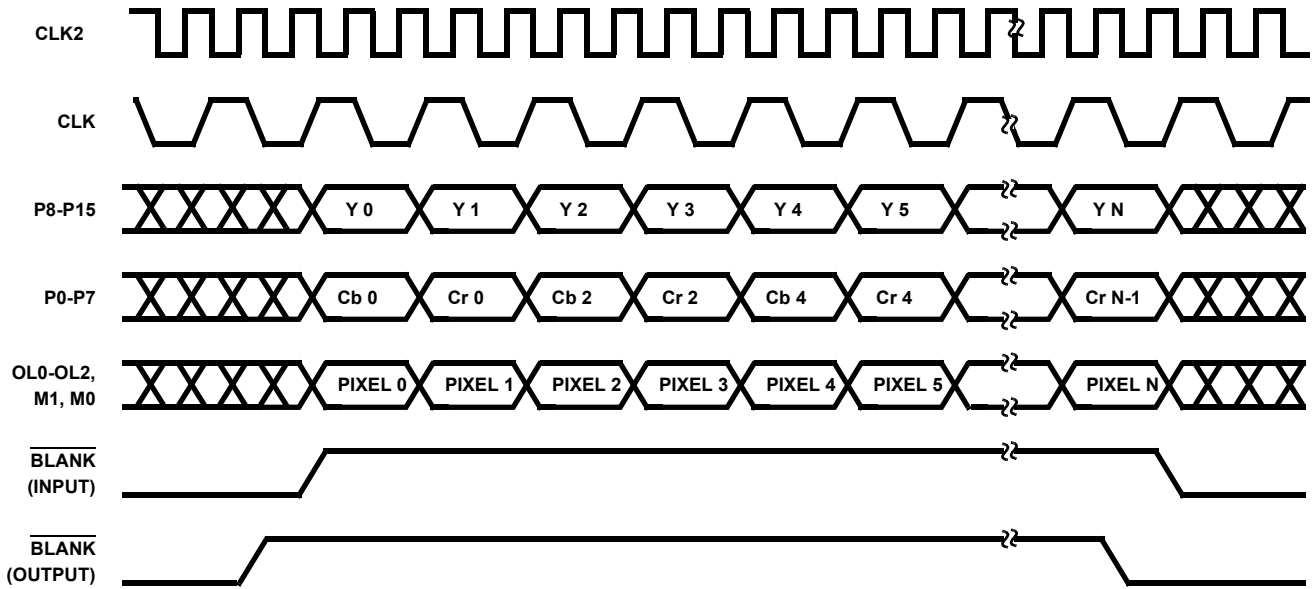 CLK2
CLK
P8-P15
Y 0 Y 1 Y 2 Y 3 Y 4 Y 5 Y N
P0-P7
Cb 0 Cr 0 Cb 2 Cr 2 Cb 4 Cr 4 Cr N-1
OL0-OL2,
M1, M0
PIXEL 0 PIXEL 1 PIXEL 2 PIXEL 3 PIXEL 4 PIXEL 5 PIXEL N
BLANK
(INPUT)
BLANK
(OUTPUT)